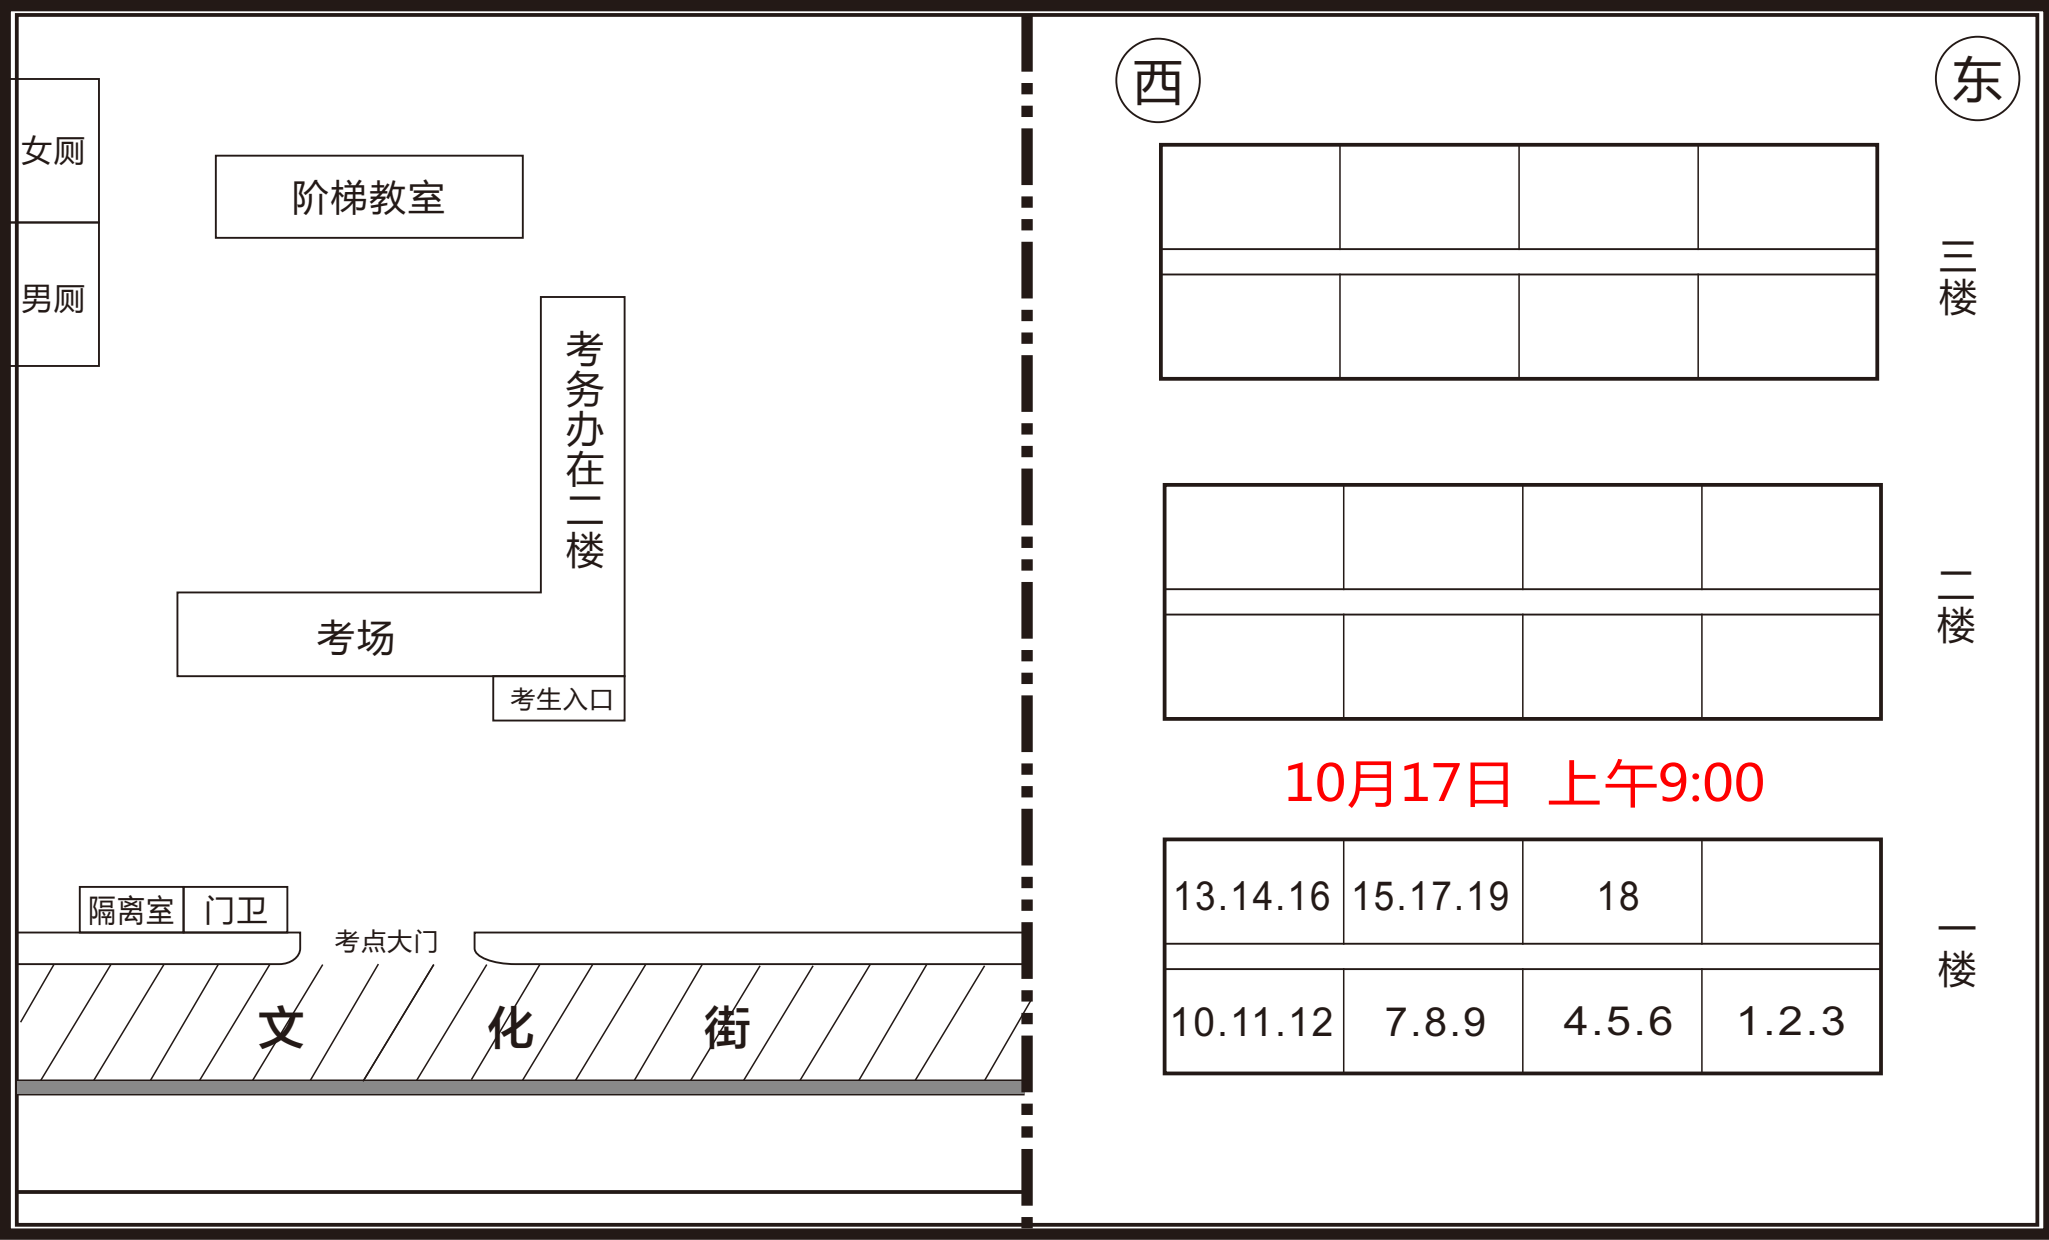 女厕
男厕
阶梯教室
考务办在二楼
考场
考生入口
隔离室
门卫
考点大门
文化街
西
东
三楼
二楼
10月17日 上午9:00
13.14.16
15.17.19
18
一楼
10.11.12
7.8.9
4.5.6
1.2.3